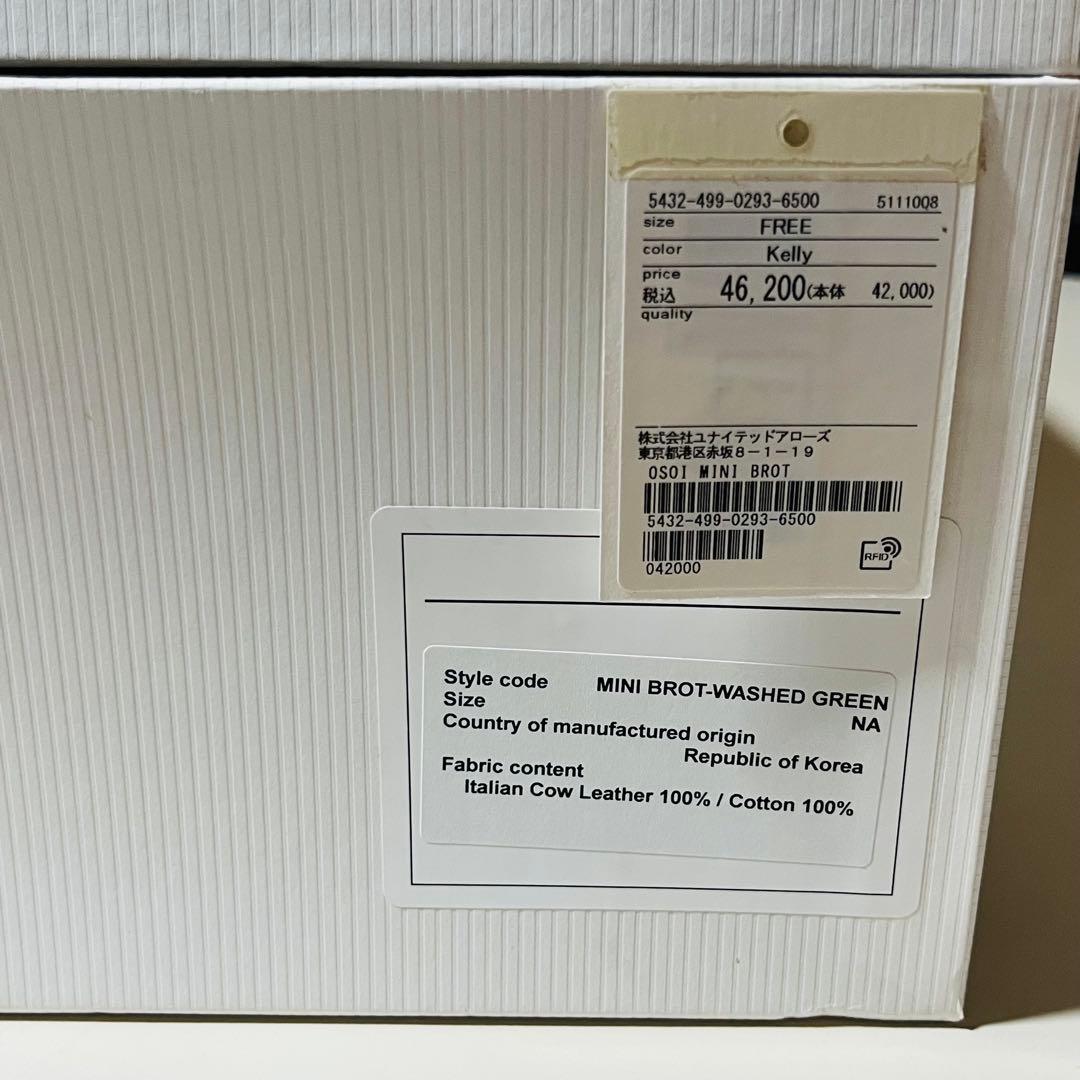 5432-499-0293-6500 5111008
size FREE
color Kelly
price
税込 46,200(本体 42,000)
quality
株式会社ユナイテッドアローズ
東京都港区赤坂8-1-19
OSOI MINI BROT
5432-499-0293-6500
042000
RFID
Style code MINI BROT-WASHED GREEN
Size NA
Country of manufactured origin
Republic of Korea
Fabric content
Italian Cow Leather 100% / Cotton 100%